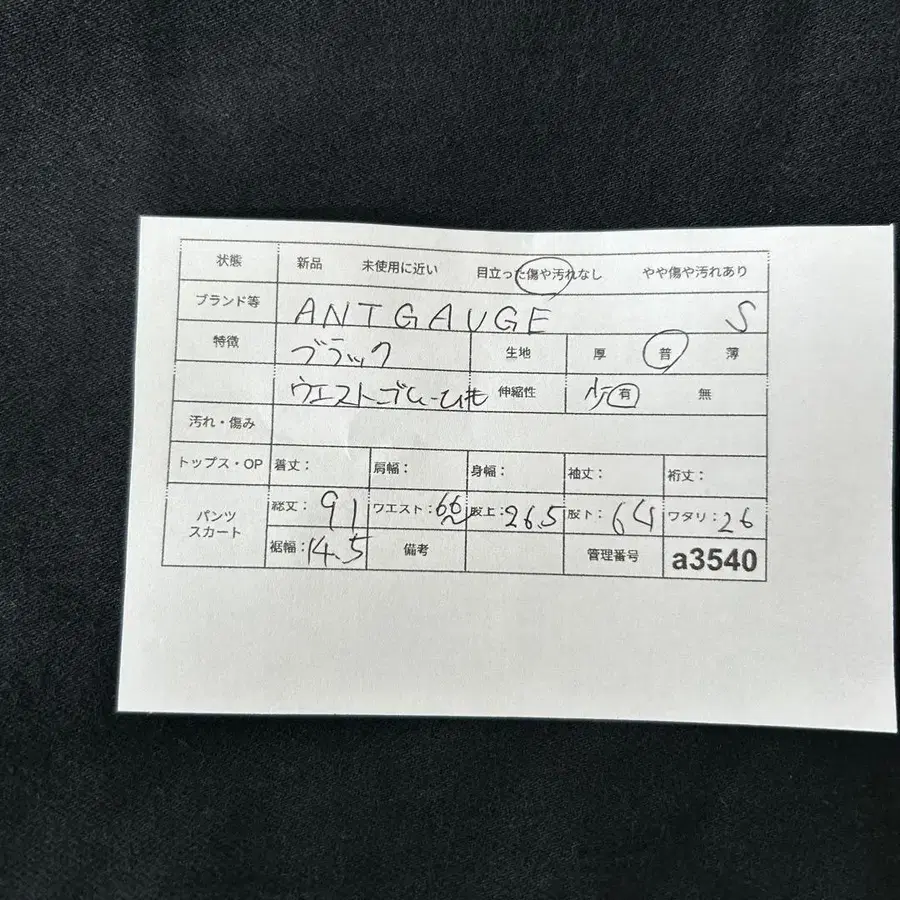 状態 新品 未使用に近い 目立った傷や汚れなし やや傷や汚れあり
ブランド等 ANTGAUGE S
特徴 ブラック 生地 厚 普 薄
ウエストゴム-ひも 伸縮性 少 有 無
汚れ・傷み
トップス・OP 着丈: 肩幅: 身幅: 袖丈: 裄丈:
パンツ スカート 総丈: 91 ワエスト: 66〜 股上: 26.5 股下: 64 ワタリ: 26
裾幅: 14.5 備考 管理番号 a3540